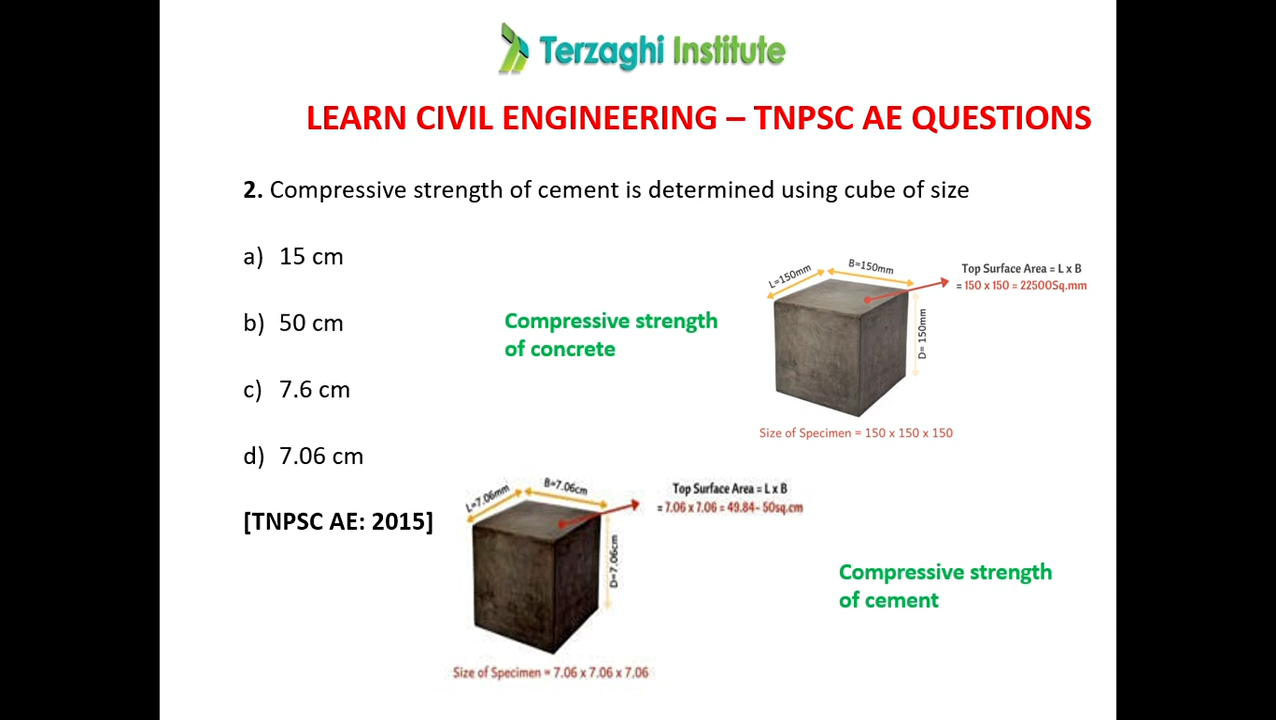 Terzaghi Institute
LEARN CIVIL ENGINEERING – TNPSC AE QUESTIONS
2. Compressive strength of cement is determined using cube of size
a) 15 cm
b) 50 cm
c) 7.6 cm
d) 7.06 cm
[TNPSC AE: 2015]
Compressive strength
of concrete
L=150mm
B=150mm
D= 150mm
Top Surface Area = L x B
= 150 x 150 = 22500Sq.mm
Size of Specimen = 150 x 150 x 150
L=7.06mm
B=7.06cm
D=7.06cm
Top Surface Area = L x B
= 7.06 x 7.06 = 49.84~ 50sq.cm
Size of Specimen = 7.06 x 7.06 x 7.06
Compressive strength
of cement